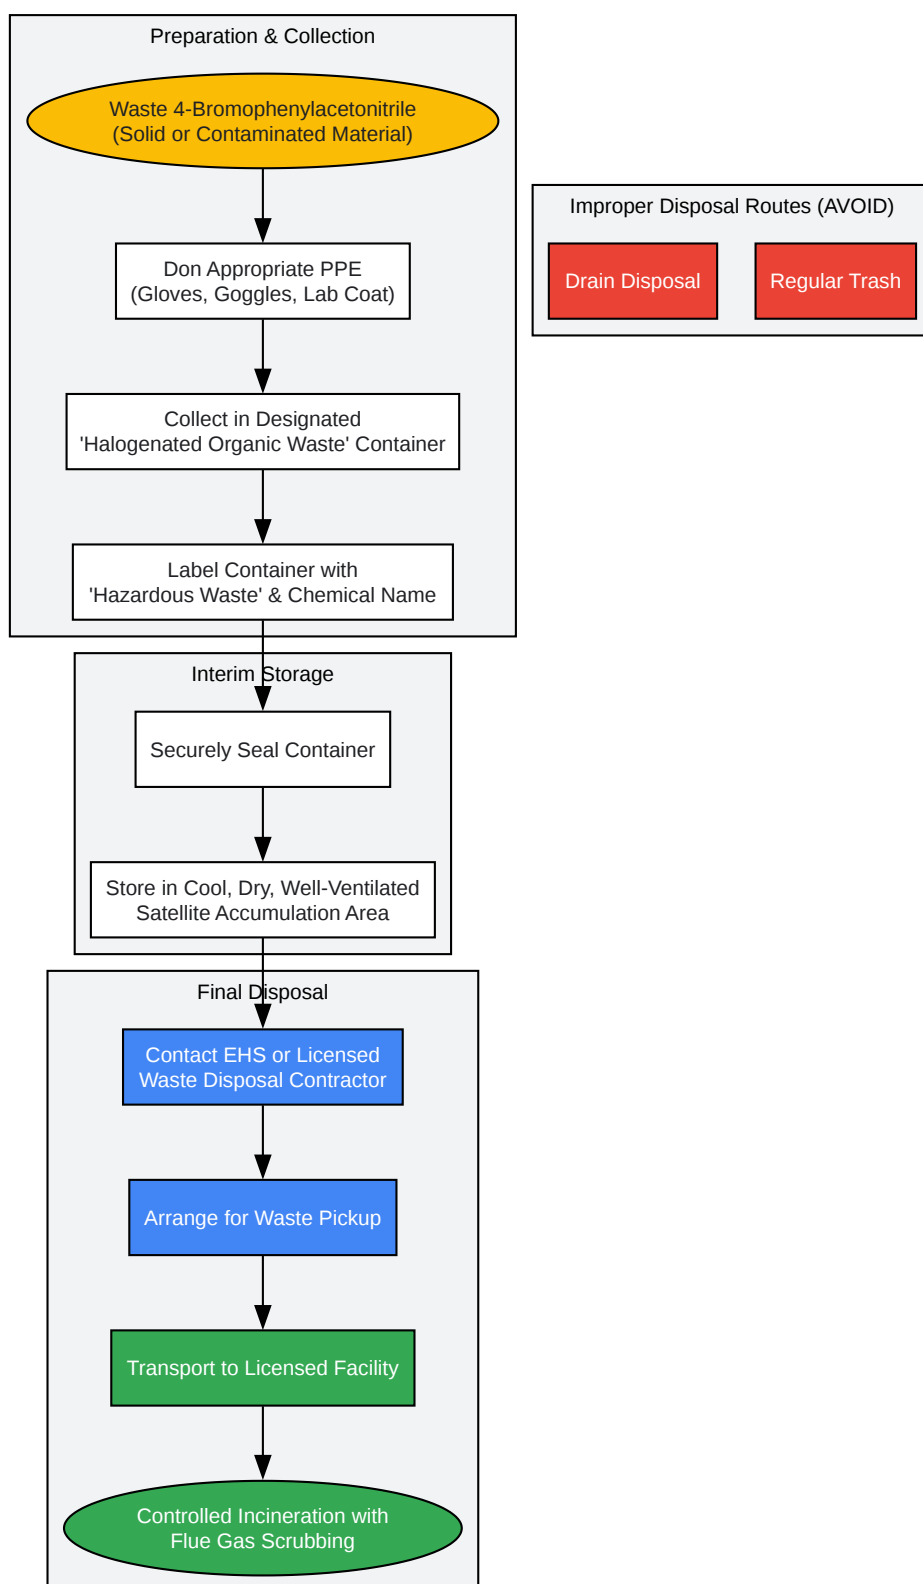 Preparation & Collection
Waste 4-Bromophenylacetonitrile
(Solid or Contaminated Material)
Don Appropriate PPE
(Gloves, Goggles, Lab Coat)
Collect in Designated
'Halogenated Organic Waste' Container
Label Container with
'Hazardous Waste' & Chemical Name
Improper Disposal Routes (AVOID)
Drain Disposal
Regular Trash
Interim Storage
Securely Seal Container
Store in Cool, Dry, Well-Ventilated
Satellite Accumulation Area
Final Disposal
Contact EHS or Licensed
Waste Disposal Contractor
Arrange for Waste Pickup
Transport to Licensed Facility
Controlled Incineration with
Flue Gas Scrubbing